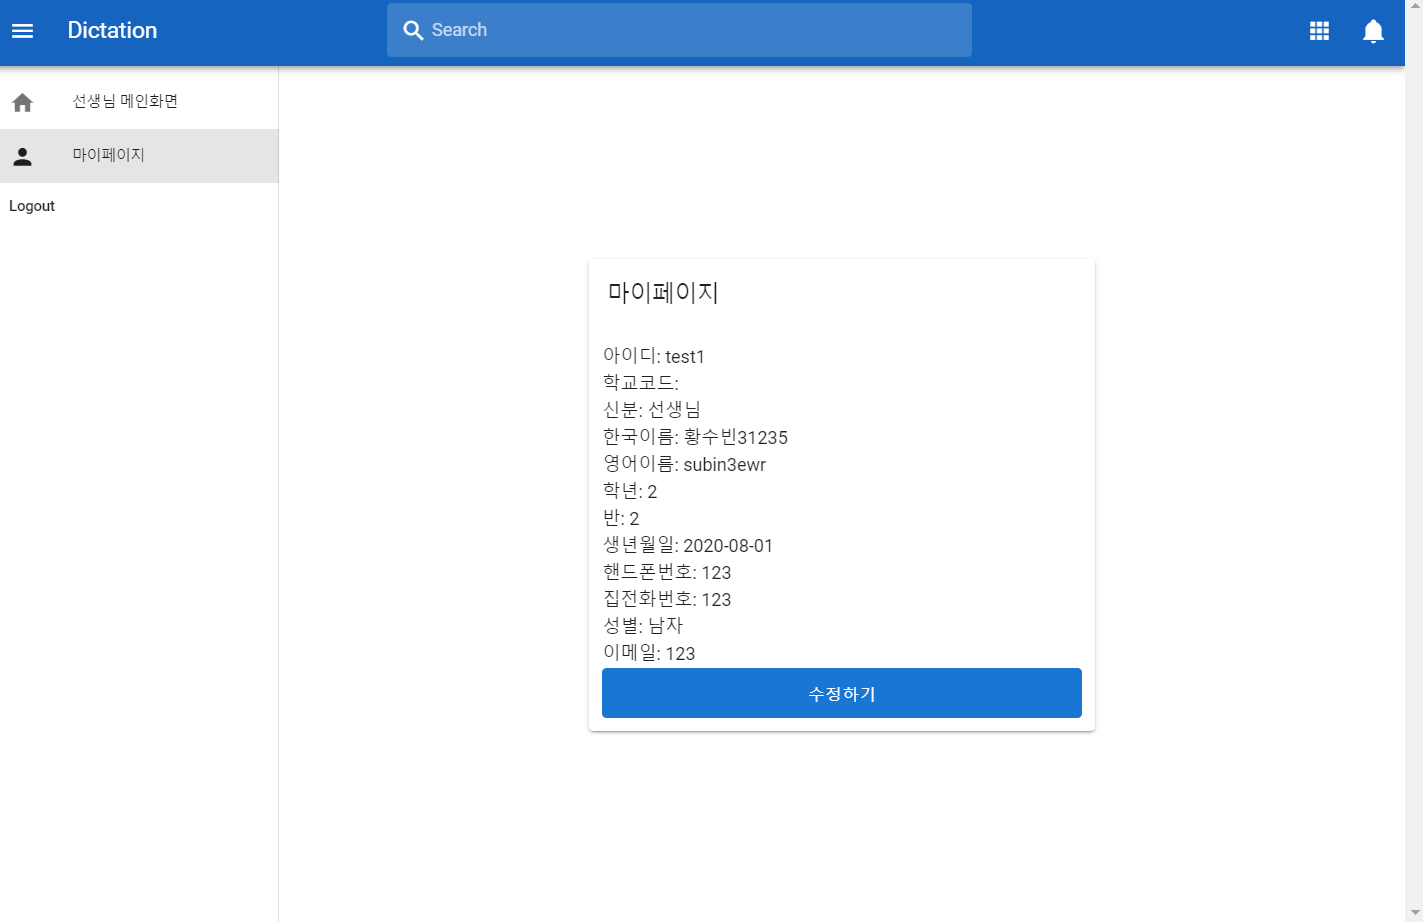 Dictation
Search
선생님 메인화면
마이페이지
Logout
마이페이지
아이디: test1
학교코드:
신분: 선생님
한국이름: 황수빈31235
영어이름: subin3ewr
학년: 2
반: 2
생년월일: 2020-08-01
핸드폰번호: 123
집전화번호: 123
성별: 남자
이메일: 123
수정하기